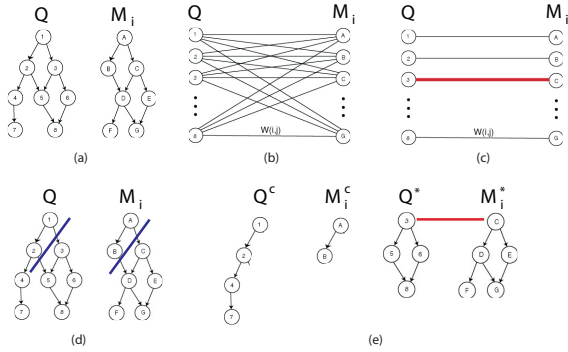 Q M i
1 A
2 3 B C
4 5 6 D E
7 8 F G
(a)
Q M i
1 A
2 B
3 C
8 W(i,j) G
(b)
Q M i
1 A
2 B
3 C
8 W(i,j) G
(c)
Q M i
1 A
2 3 B C
4 5 6 D E
7 8 F G
(d)
Q c M i c Q* M i *
1 A 3 C
2 B 5 6 D E
4 8 F G
7
(e)